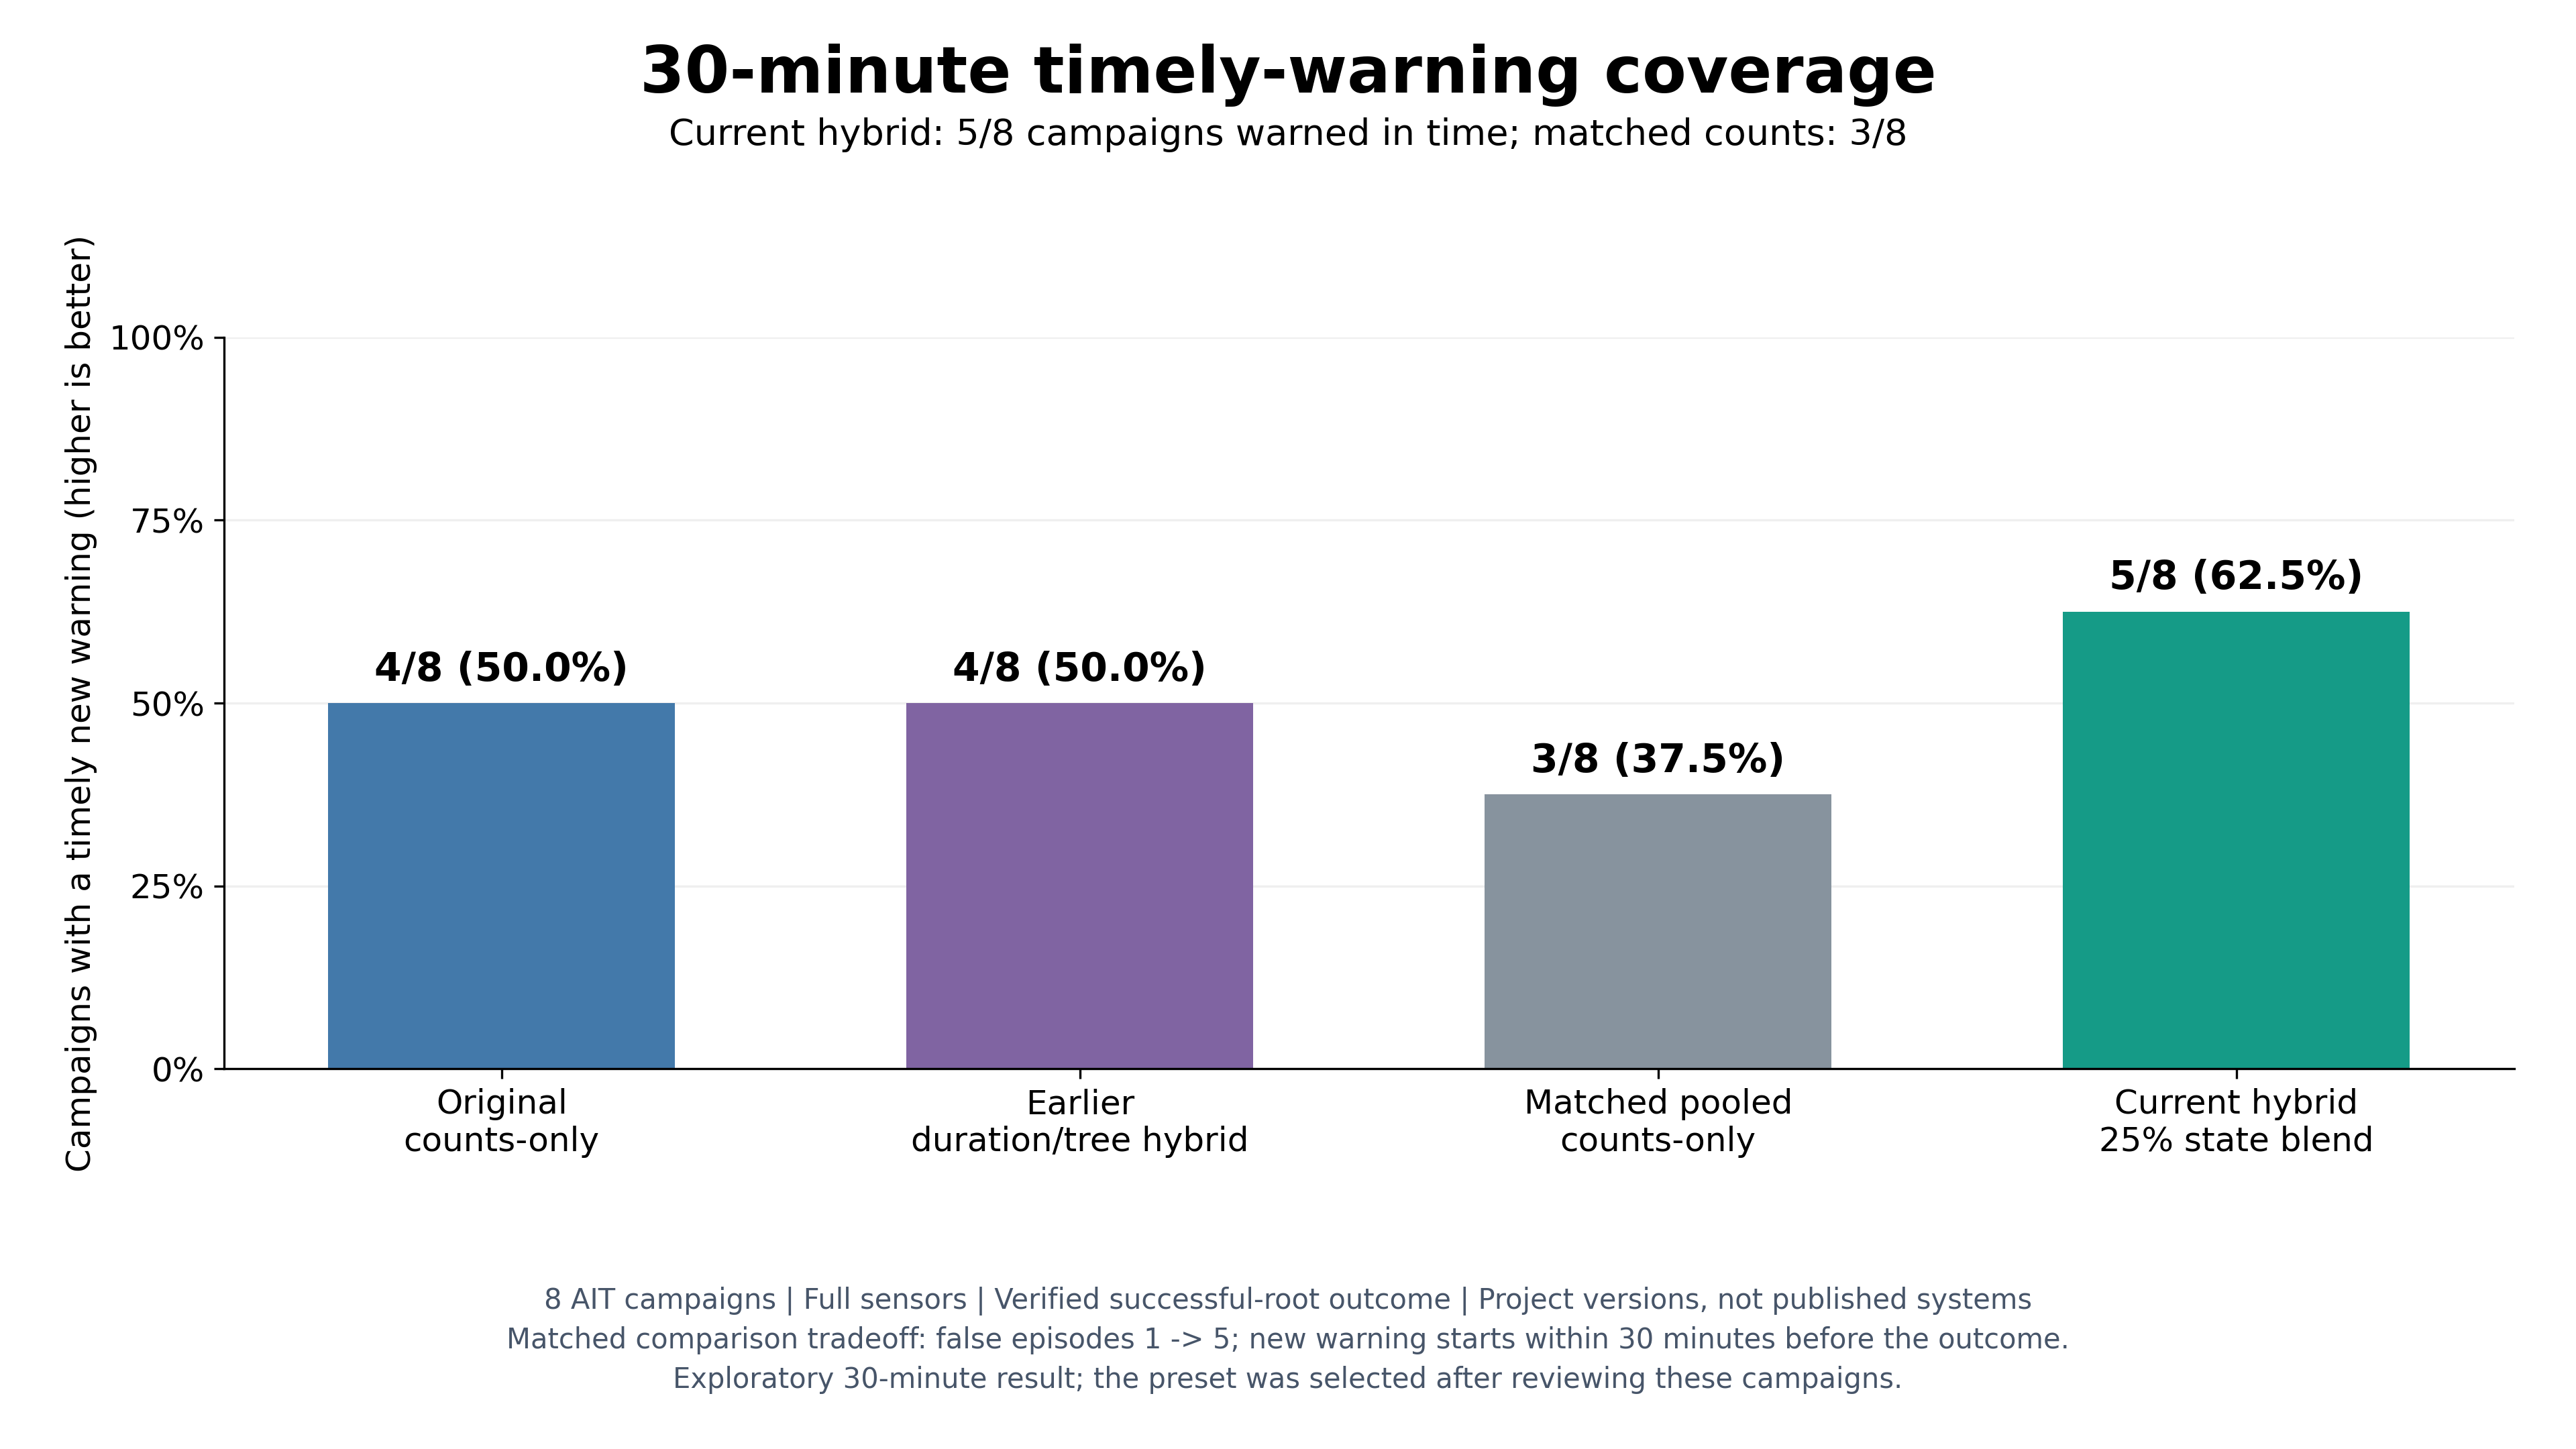 30-minute timely-warning coverage
Current hybrid: 5/8 campaigns warned in time; matched counts: 3/8
Campaigns with a timely new warning (higher is better)
100%
75%
50%
25%
0%
4/8 (50.0%)
4/8 (50.0%)
3/8 (37.5%)
5/8 (62.5%)
Original
counts-only
Earlier
duration/tree hybrid
Matched pooled
counts-only
Current hybrid
25% state blend
8 AIT campaigns | Full sensors | Verified successful-root outcome | Project versions, not published systems
Matched comparison tradeoff: false episodes 1 -> 5; new warning starts within 30 minutes before the outcome.
Exploratory 30-minute result; the preset was selected after reviewing these campaigns.